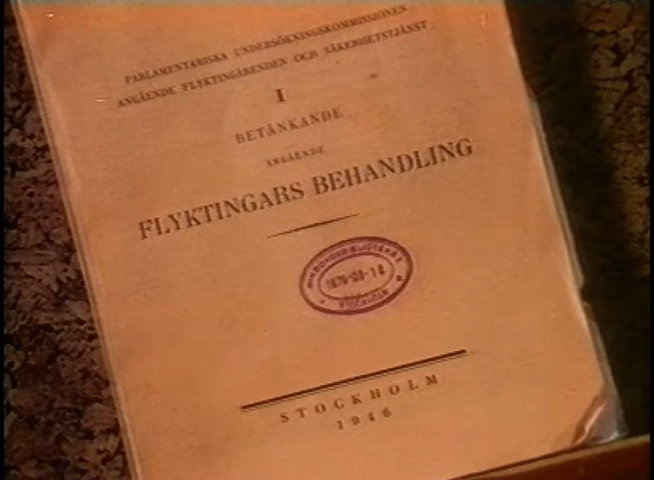 PARLAMENTARISKA UNDERSÖKNINGSKOMMISSIONEN
ANGÅENDE FLYKTINGÄRENDEN OCH SÄKERHETSTJÄNST
I
BETÄNKANDE
ANGÅENDE
FLYKTINGARS BEHANDLING
STOCKHOLM
1946